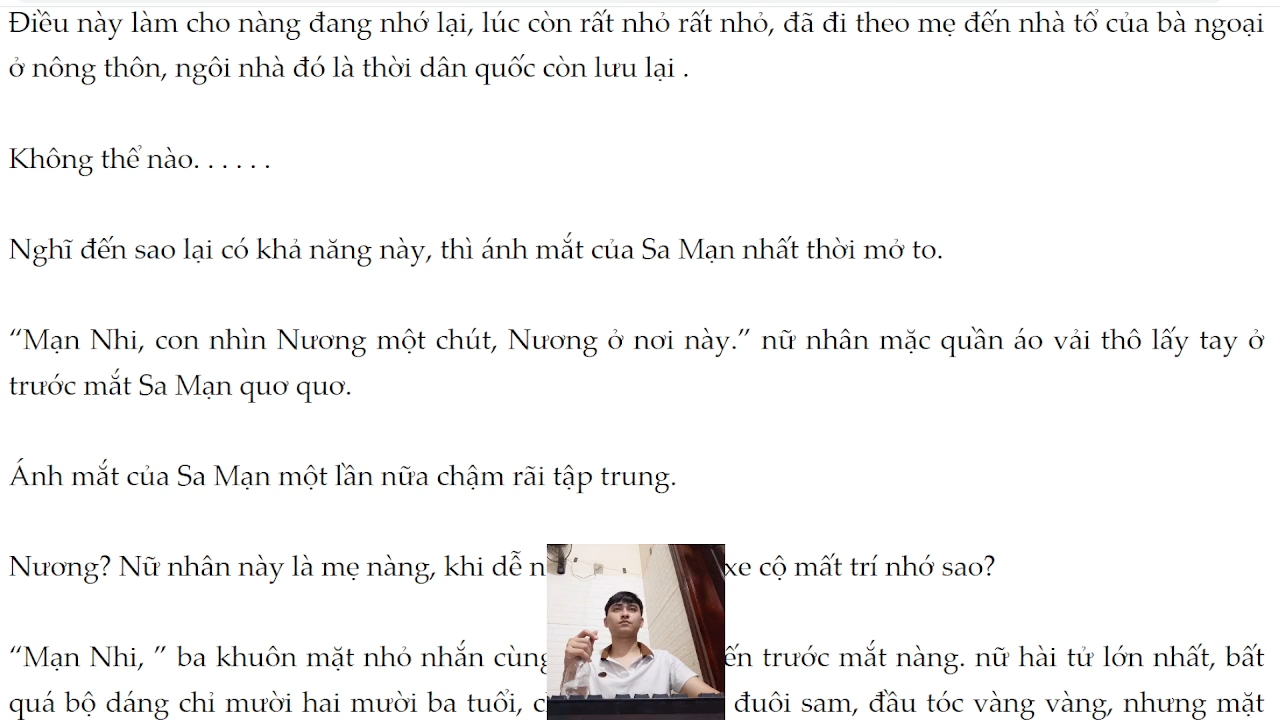 Điều này làm cho nàng đang nhớ lại, lúc còn rất nhỏ rất nhỏ, đã đi theo mẹ đến nhà tổ của bà ngoại
ở nông thôn, ngôi nhà đó là thời dân quốc còn lưu lại .
Không thể nào. . . . . .
Nghĩ đến sao lại có khả năng này, thì ánh mắt của Sa Mạn nhất thời mở to.
“Mạn Nhi, con nhìn Nương một chút, Nương ở nơi này.” nữ nhân mặc quần áo vải thô lấy tay ở
trước mắt Sa Mạn quơ quơ.
Ánh mắt của Sa Mạn một lần nữa chậm rãi tập trung.
Nương? Nữ nhân này là mẹ nàng, khi dễ xe cộ mất trí nhớ sao?
“Mạn Nhi, ” ba khuôn mặt nhỏ nhắn trước mắt nàng. nữ hài tử lớn nhất, bất
quá bộ dáng chỉ mười hai mười ba tuổi, đuôi sam, đầu tóc vàng vàng, nhưng mặt